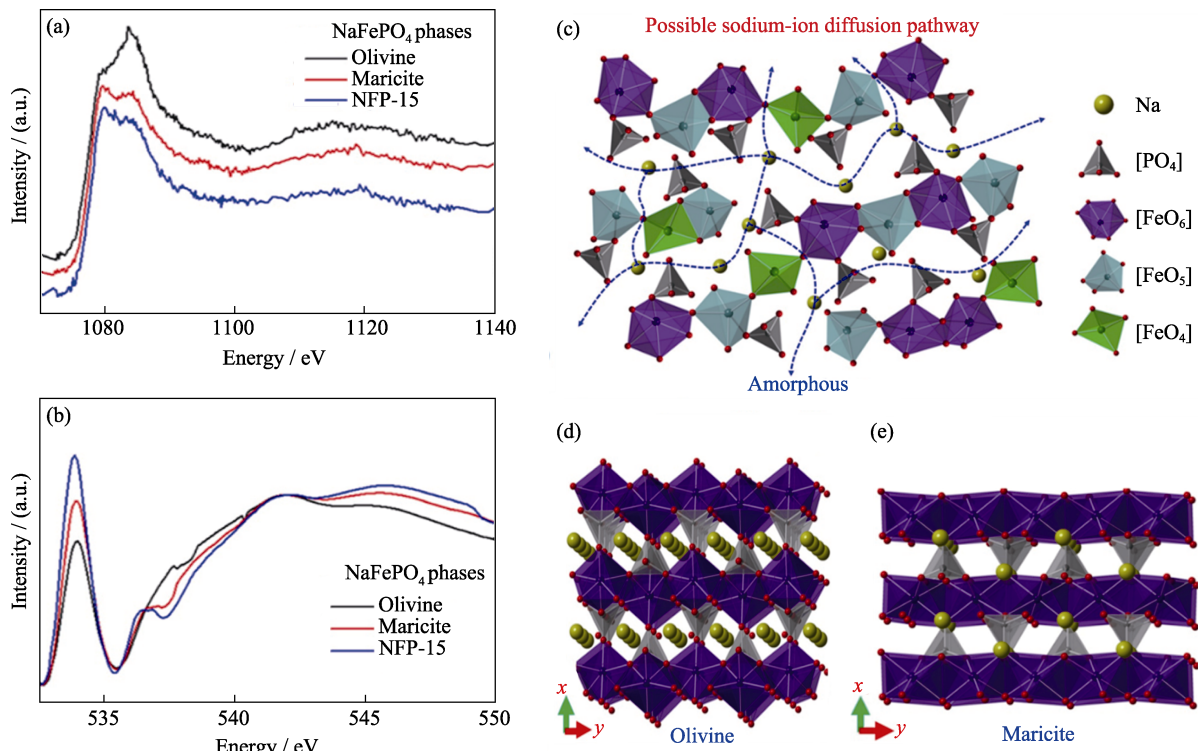 (a)
NaFePO₄ phases
Olivine
Maricite
NFP-15
Intensity / (a.u.)
1080
1100
1120
1140
Energy / eV
(b)
NaFePO₄ phases
Olivine
Maricite
NFP-15
Intensity / (a.u.)
535
540
545
550
Energy / eV
(c)
Possible sodium-ion diffusion pathway
Na
[PO₄]
[FeO₆]
[FeO₅]
[FeO₄]
Amorphous
(d)
x
y
Olivine
(e)
x
y
Maricite